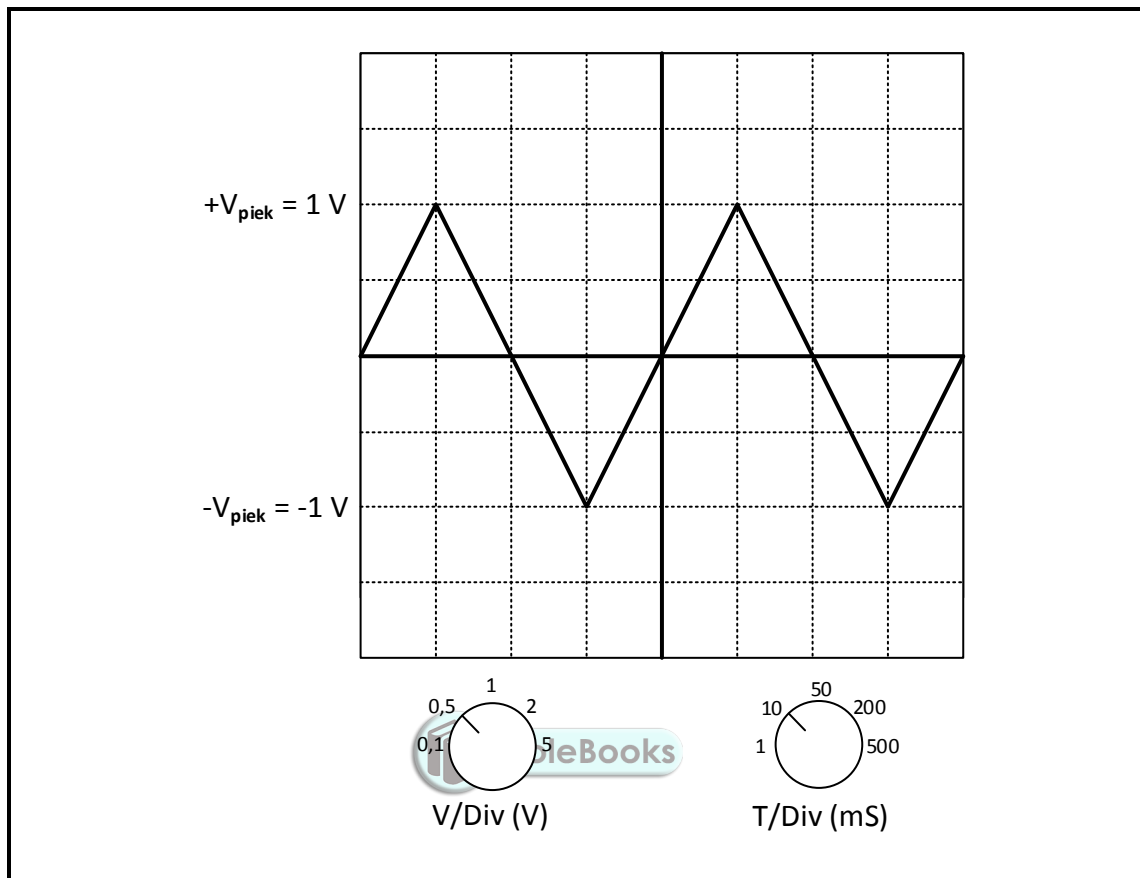 +Vpiek = 1 V
-Vpiek = -1 V
1
0,5
2
0,1
5
oleBooks
V/Div (V)
50
10
200
1
500
T/Div (mS)